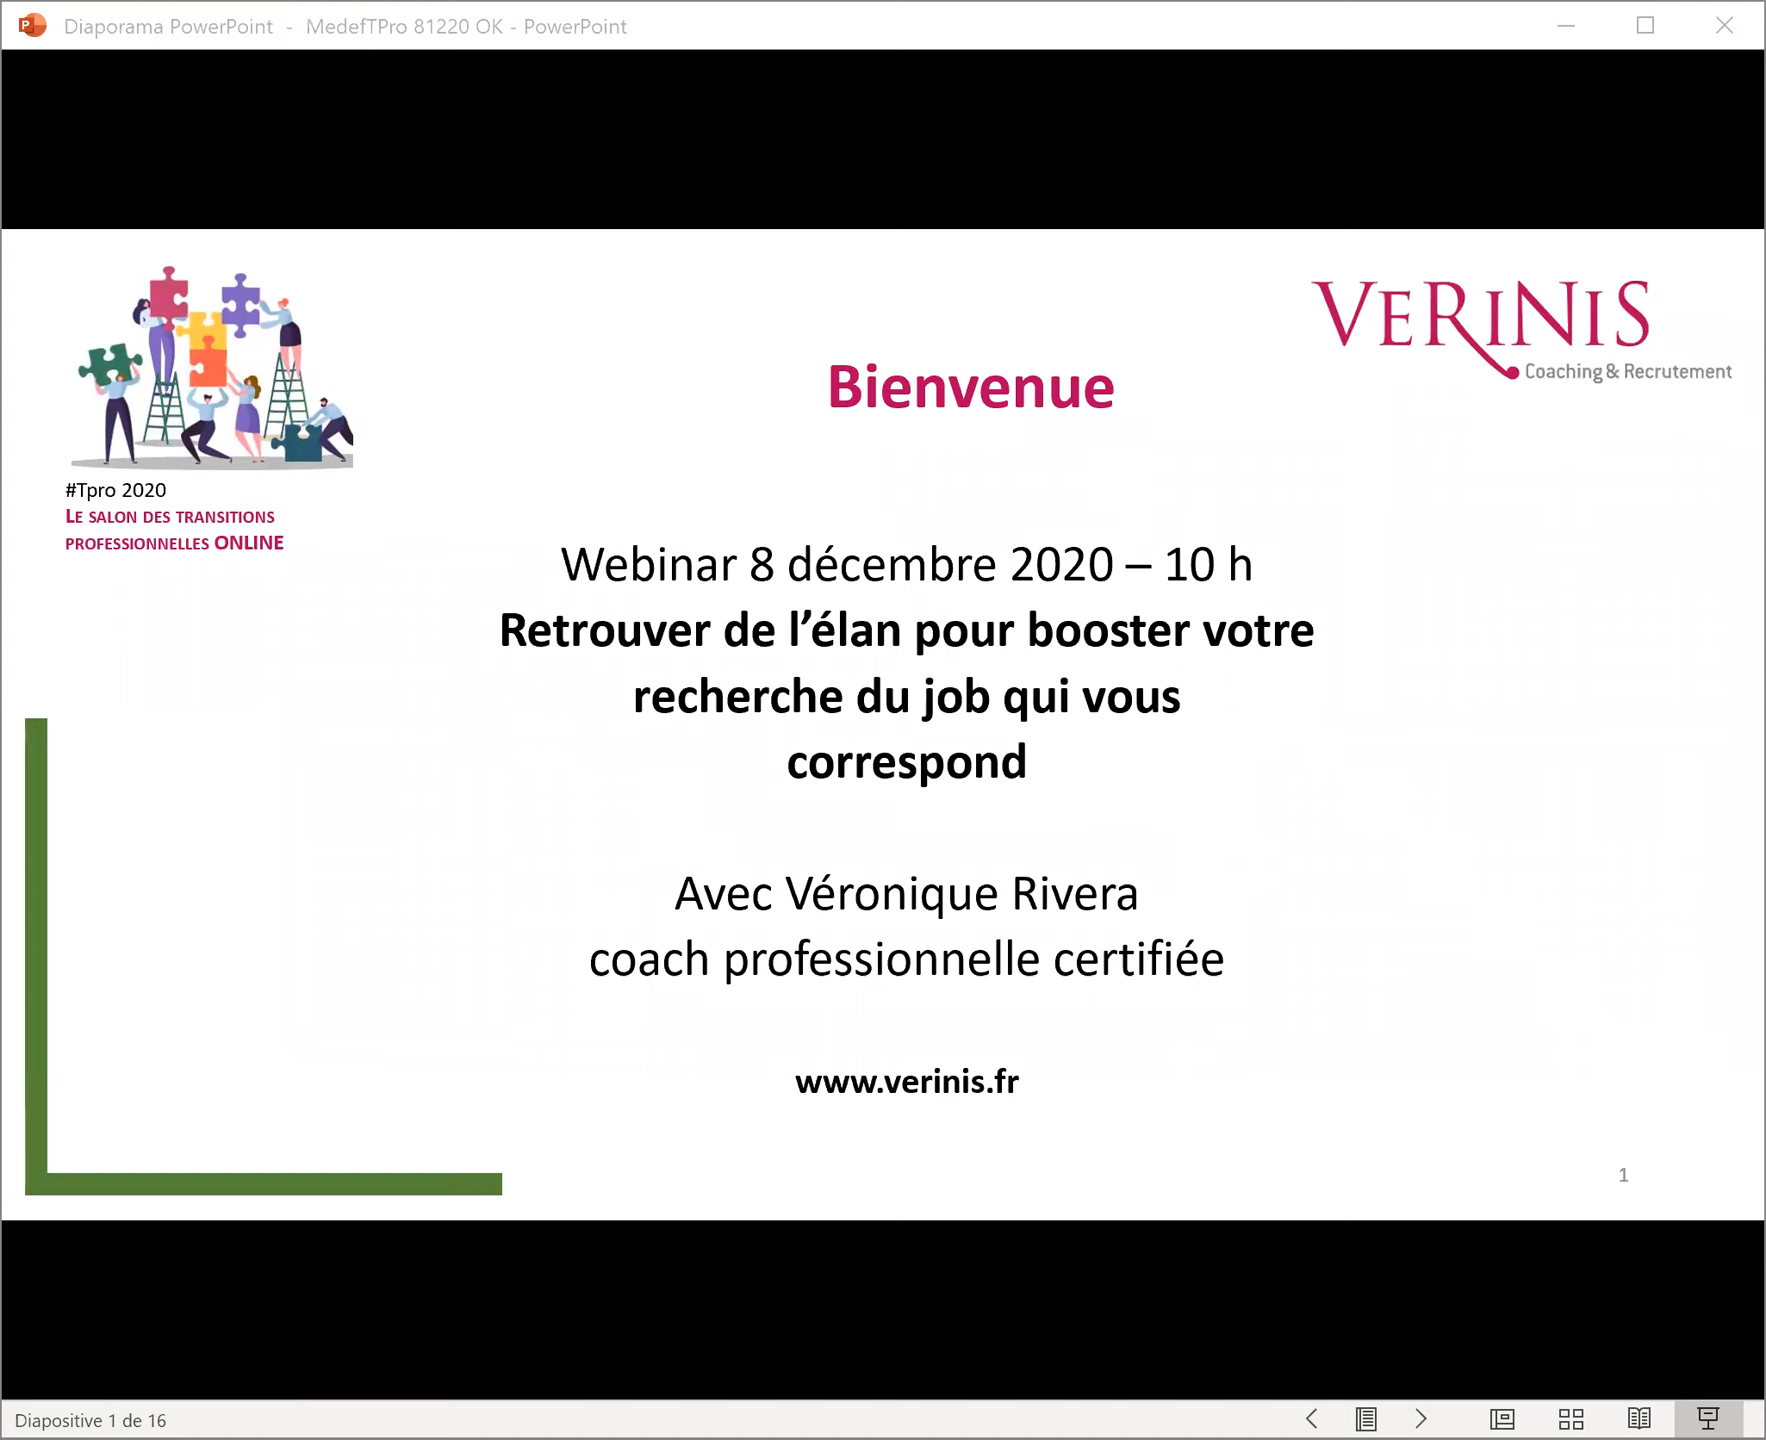 Diaporama PowerPoint - MedefTPro 81220 OK - PowerPoint
VERINIS
Coaching & Recrutement
Bienvenue
#Tpro 2020
LE SALON DES TRANSITIONS
PROFESSIONNELLES ONLINE
Webinar 8 décembre 2020 – 10 h
Retrouver de l’élan pour booster votre
recherche du job qui vous
correspond
Avec Véronique Rivera
coach professionnelle certifiée
www.verinis.fr
1
Diapositive 1 de 16